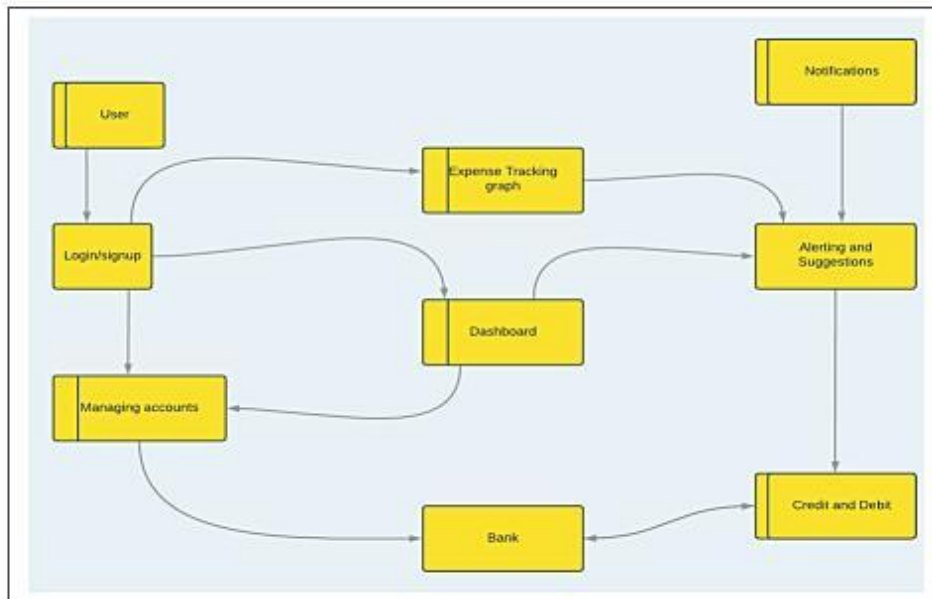 Notifications
User
Expense Tracking
graph
Login/signup
Alerting and
Suggestions
Dashboard
Managing accounts
Credit and Debit
Bank